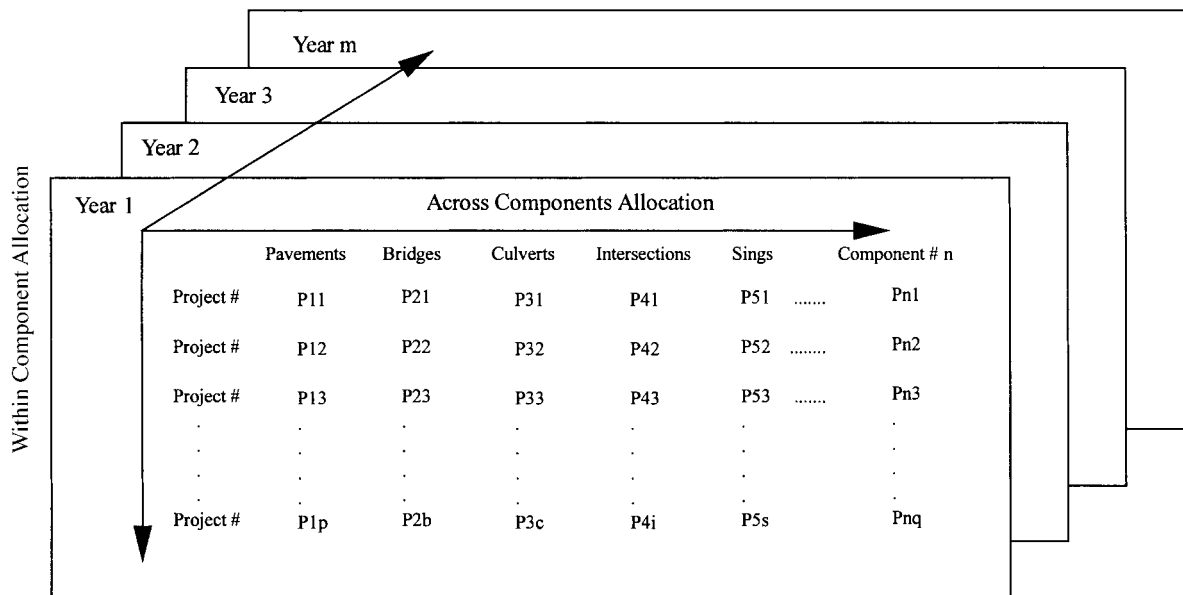 Year m
Year 3
Year 2
Year 1
Across Components Allocation
Within Component Allocation
Pavements Bridges Culverts Intersections Sings Component # n
Project # P11 P21 P31 P41 P51 ....... Pn1
Project # P12 P22 P32 P42 P52 ........ Pn2
Project # P13 P23 P33 P43 P53 ....... Pn3
. . . . . . .
. . . . . . .
. . . . . . .
. . . . . . .
Project # P1p P2b P3c P4i P5s Pnq